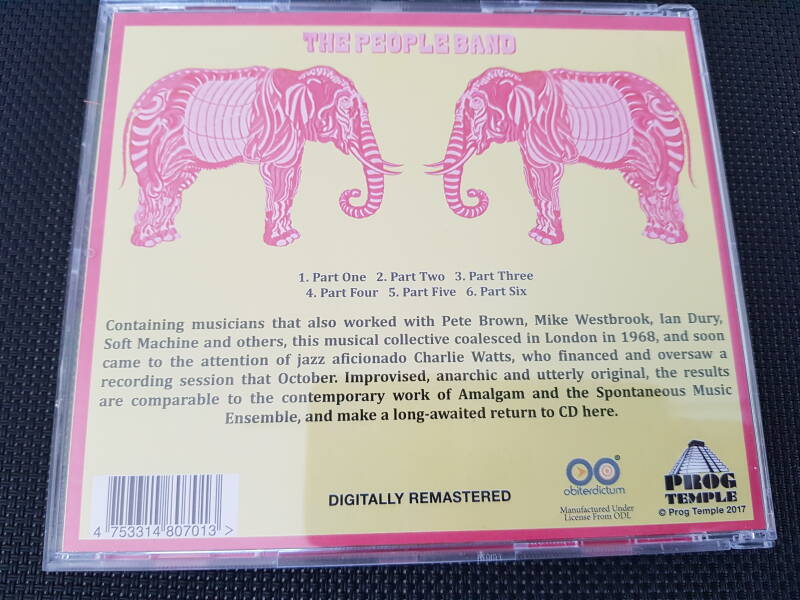 THE PEOPLE BAND
1. Part One 2. Part Two 3. Part Three
4. Part Four 5. Part Five 6. Part Six
Containing musicians that also worked with Pete Brown, Mike Westbrook, Ian Dury,
Soft Machine and others, this musical collective coalesced in London in 1968, and soon
came to the attention of jazz aficionado Charlie Watts, who financed and oversaw a
recording session that October. Improvised, anarchic and utterly original, the results
are comparable to the contemporary work of Amalgam and the Spontaneous Music
Ensemble, and make a long-awaited return to CD here.
4 753314 807013 >
DIGITALLY REMASTERED
®
obiterdictum
Manufactured Under
License From ODL
PROG
TEMPLE
© Prog Temple 2017